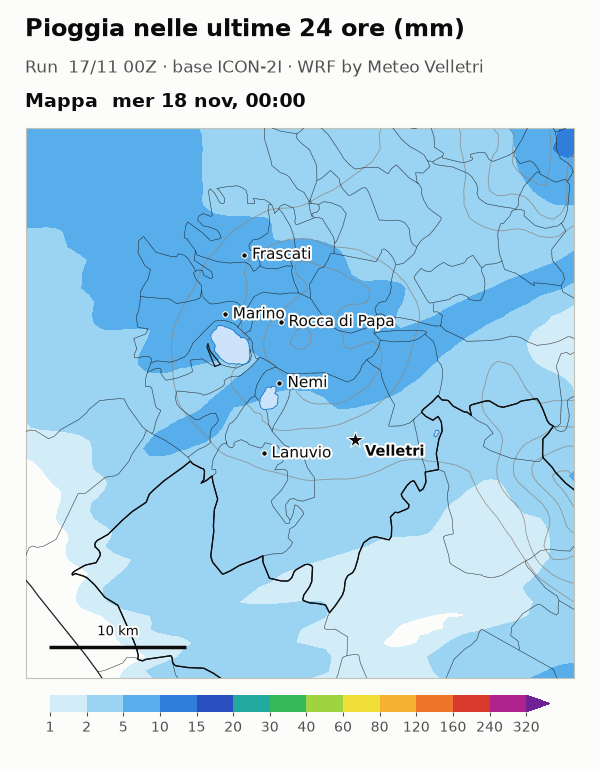 Pioggia nelle ultime 24 ore (mm)
Run 17/11 00Z · base ICON-2I · WRF by Meteo Velletri
Mappa mer 18 nov, 00:00
Frascati
Marino
Rocca di Papa
Nemi
Velletri
Lanuvio
10 km
1 2 5 10 15 20 30 40 60 80 120 160 240 320